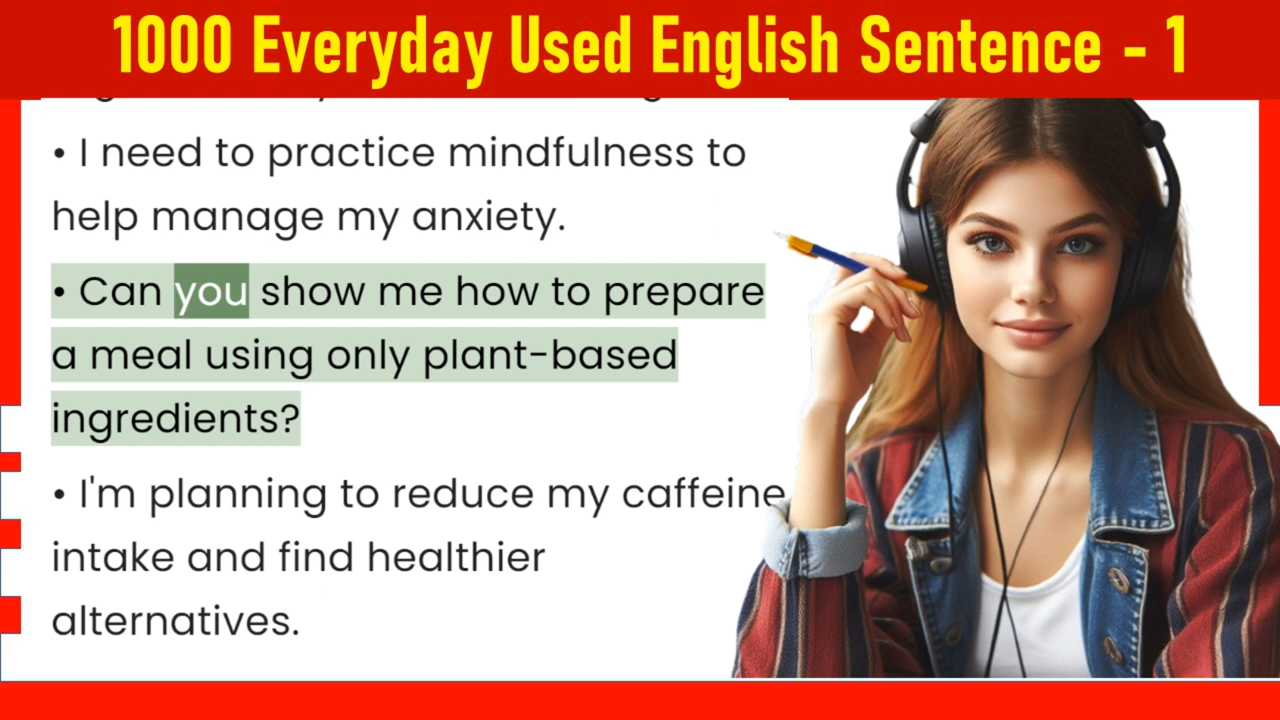 1000 Everyday Used English Sentence - 1
• I need to practice mindfulness to
help manage my anxiety.
• Can you show me how to prepare
a meal using only plant-based
ingredients?
• I'm planning to reduce my caffeine
intake and find healthier
alternatives.